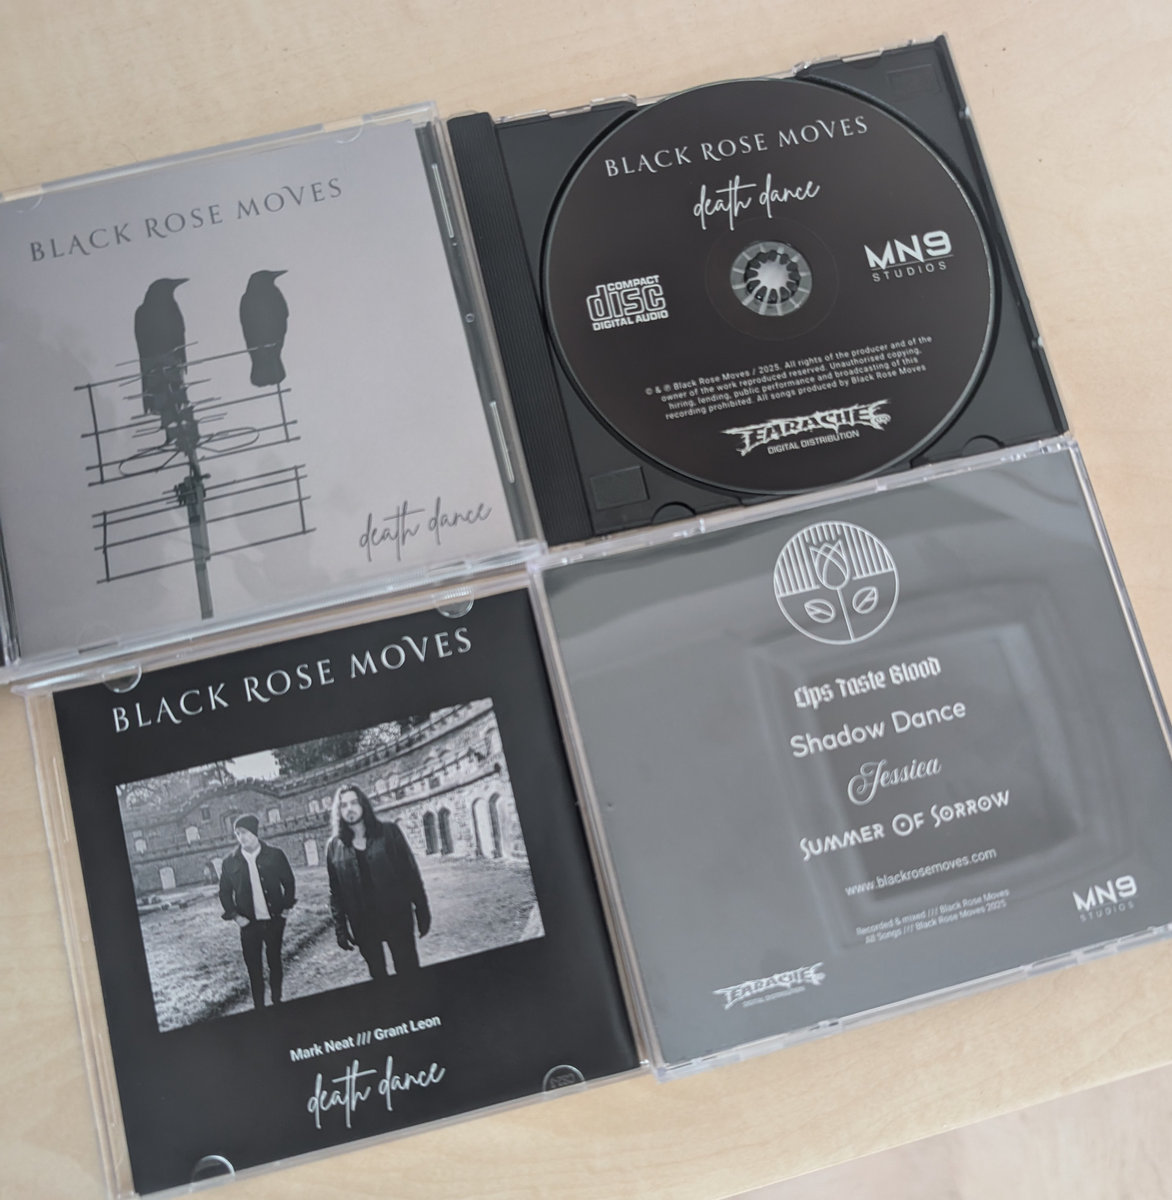 BLACK ROSE MOVES
death dance
BLACK ROSE MOVES
death dance
COMPACT
disc
DIGITAL AUDIO
MN9
STUDIOS
© & ℗ Black Rose Moves / 2025. All rights of the producer and of the
owner of the work reproduced reserved. Unauthorised copying,
hiring, lending, public performance and broadcasting of this
recording prohibited. All songs produced by Black Rose Moves
EARACHE
DIGITAL DISTRIBUTION
BLACK ROSE MOVES
Mark Neat /// Grant Leon
death dance
Lips Taste Blood
Shadow Dance
Jessica
Summer Of Sorrow
www.blackrosemoves.com
Recorded & mixed /// Black Rose Moves
All Songs /// Black Rose Moves 2025
MN9
STUDIOS
EARACHE
DIGITAL DISTRIBUTION